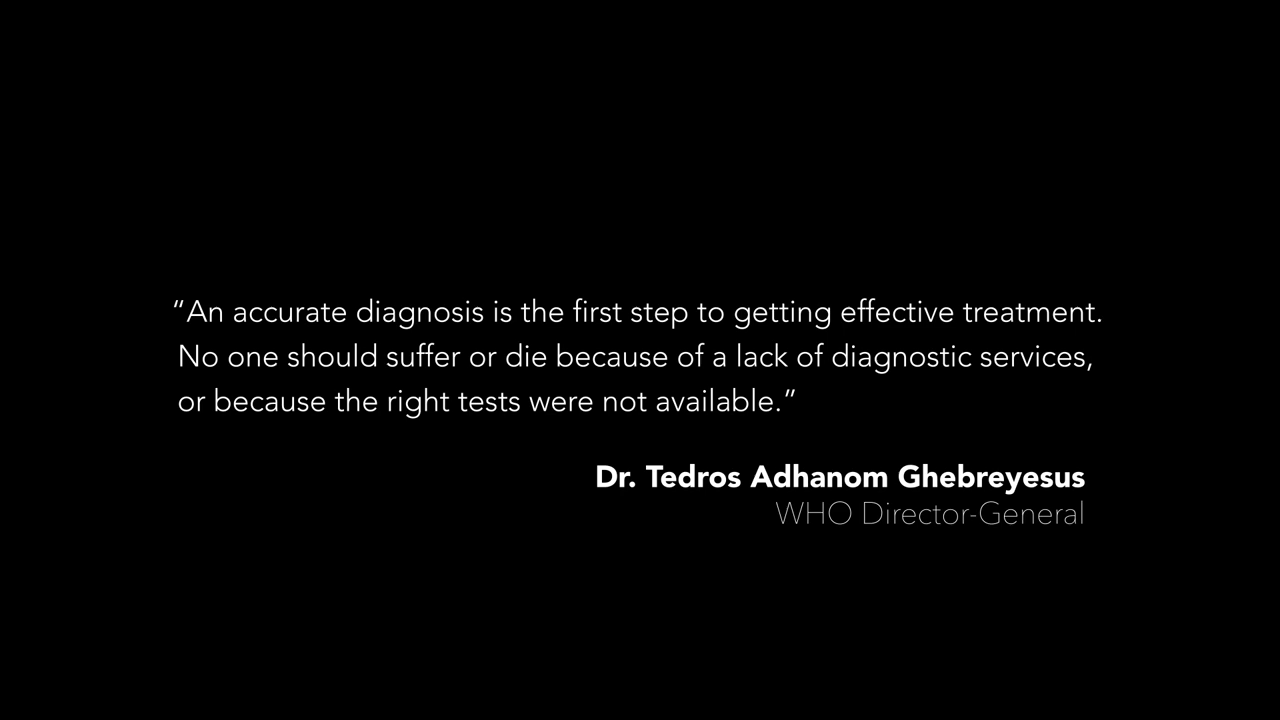 “An accurate diagnosis is the first step to getting effective treatment.
No one should suffer or die because of a lack of diagnostic services,
or because the right tests were not available.”
Dr. Tedros Adhanom Ghebreyesus
WHO Director-General